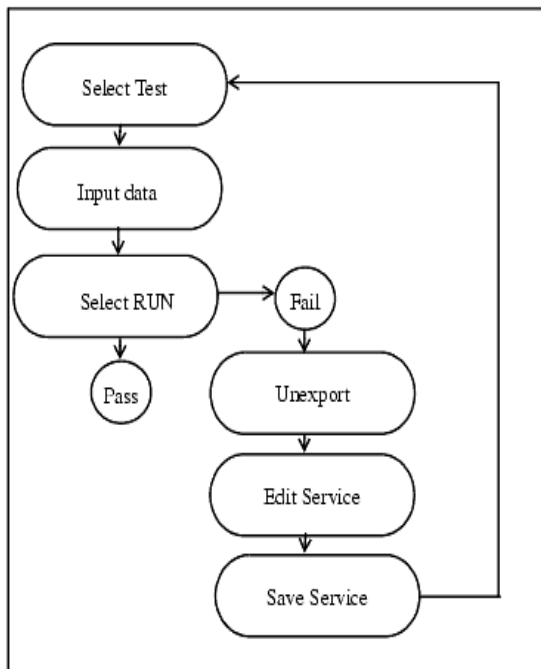 Select Test
Input data
Select RUN
Fail
Pass
Unexport
Edit Service
Save Service